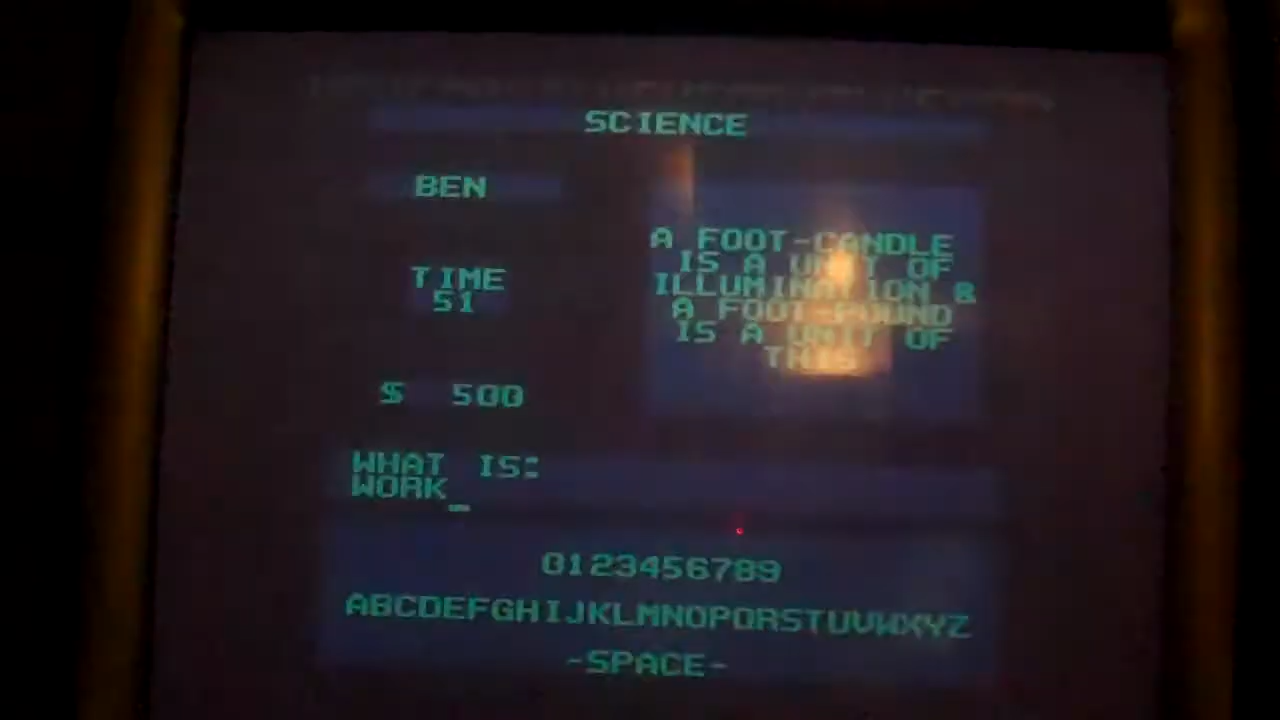 SCIENCE
BEN
TIME
51
$ 500
A FOOT-CANDLE
IS A UNIT OF
ILLUMINATION &
A FOOT-POUND
IS A UNIT OF
THIS
WHAT IS:
WORK_
0123456789
ABCDEFGHIJKLMNOPQRSTUVWXYZ
-SPACE-